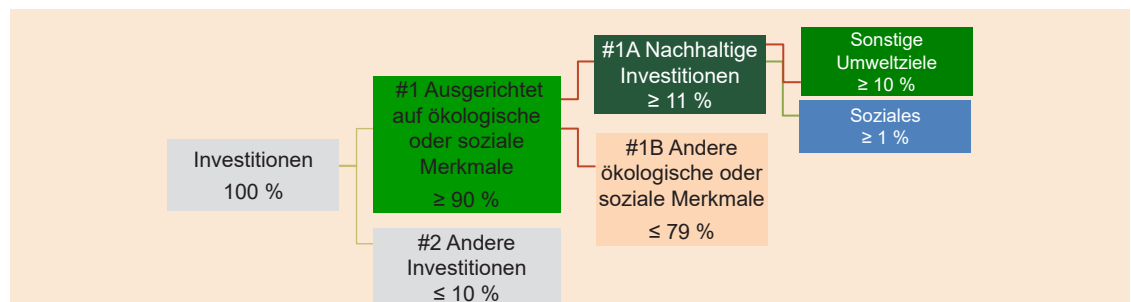 Investitionen
100 %
#1 Ausgerichtet
auf ökologische
oder soziale
Merkmale
≥ 90 %
#2 Andere
Investitionen
≤ 10 %
#1A Nachhaltige
Investitionen
≥ 11 %
#1B Andere
ökologische oder
soziale Merkmale
≤ 79 %
Sonstige
Umweltziele
≥ 10 %
Soziales
≥ 1 %